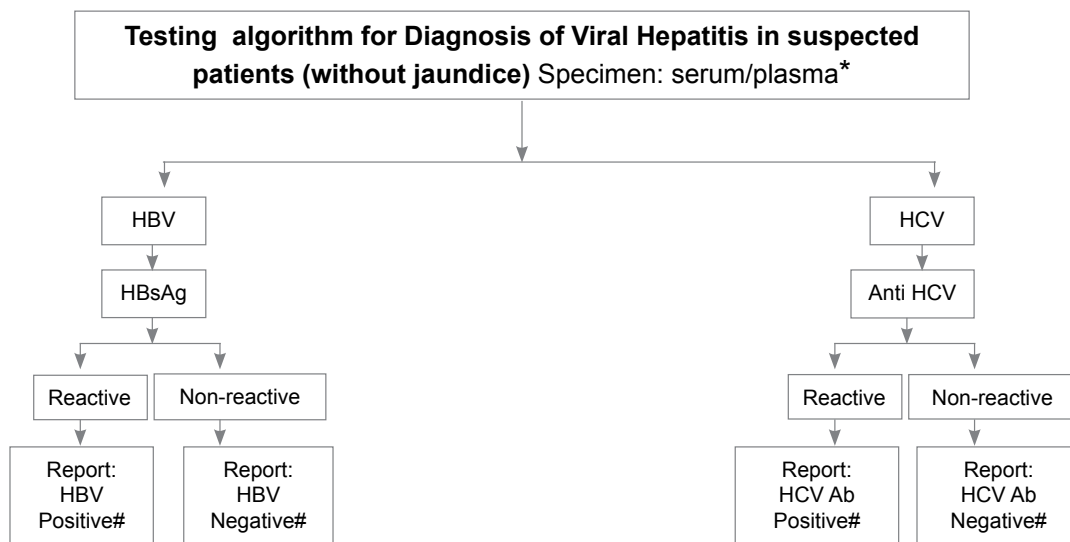 Testing algorithm for Diagnosis of Viral Hepatitis in suspected
patients (without jaundice) Specimen: serum/plasma*
HBV
HCV
HBsAg
Anti HCV
Reactive
Non-reactive
Reactive
Non-reactive
Report:
HBV
Positive#
Report:
HBV
Negative#
Report:
HCV Ab
Positive#
Report:
HCV Ab
Negative#